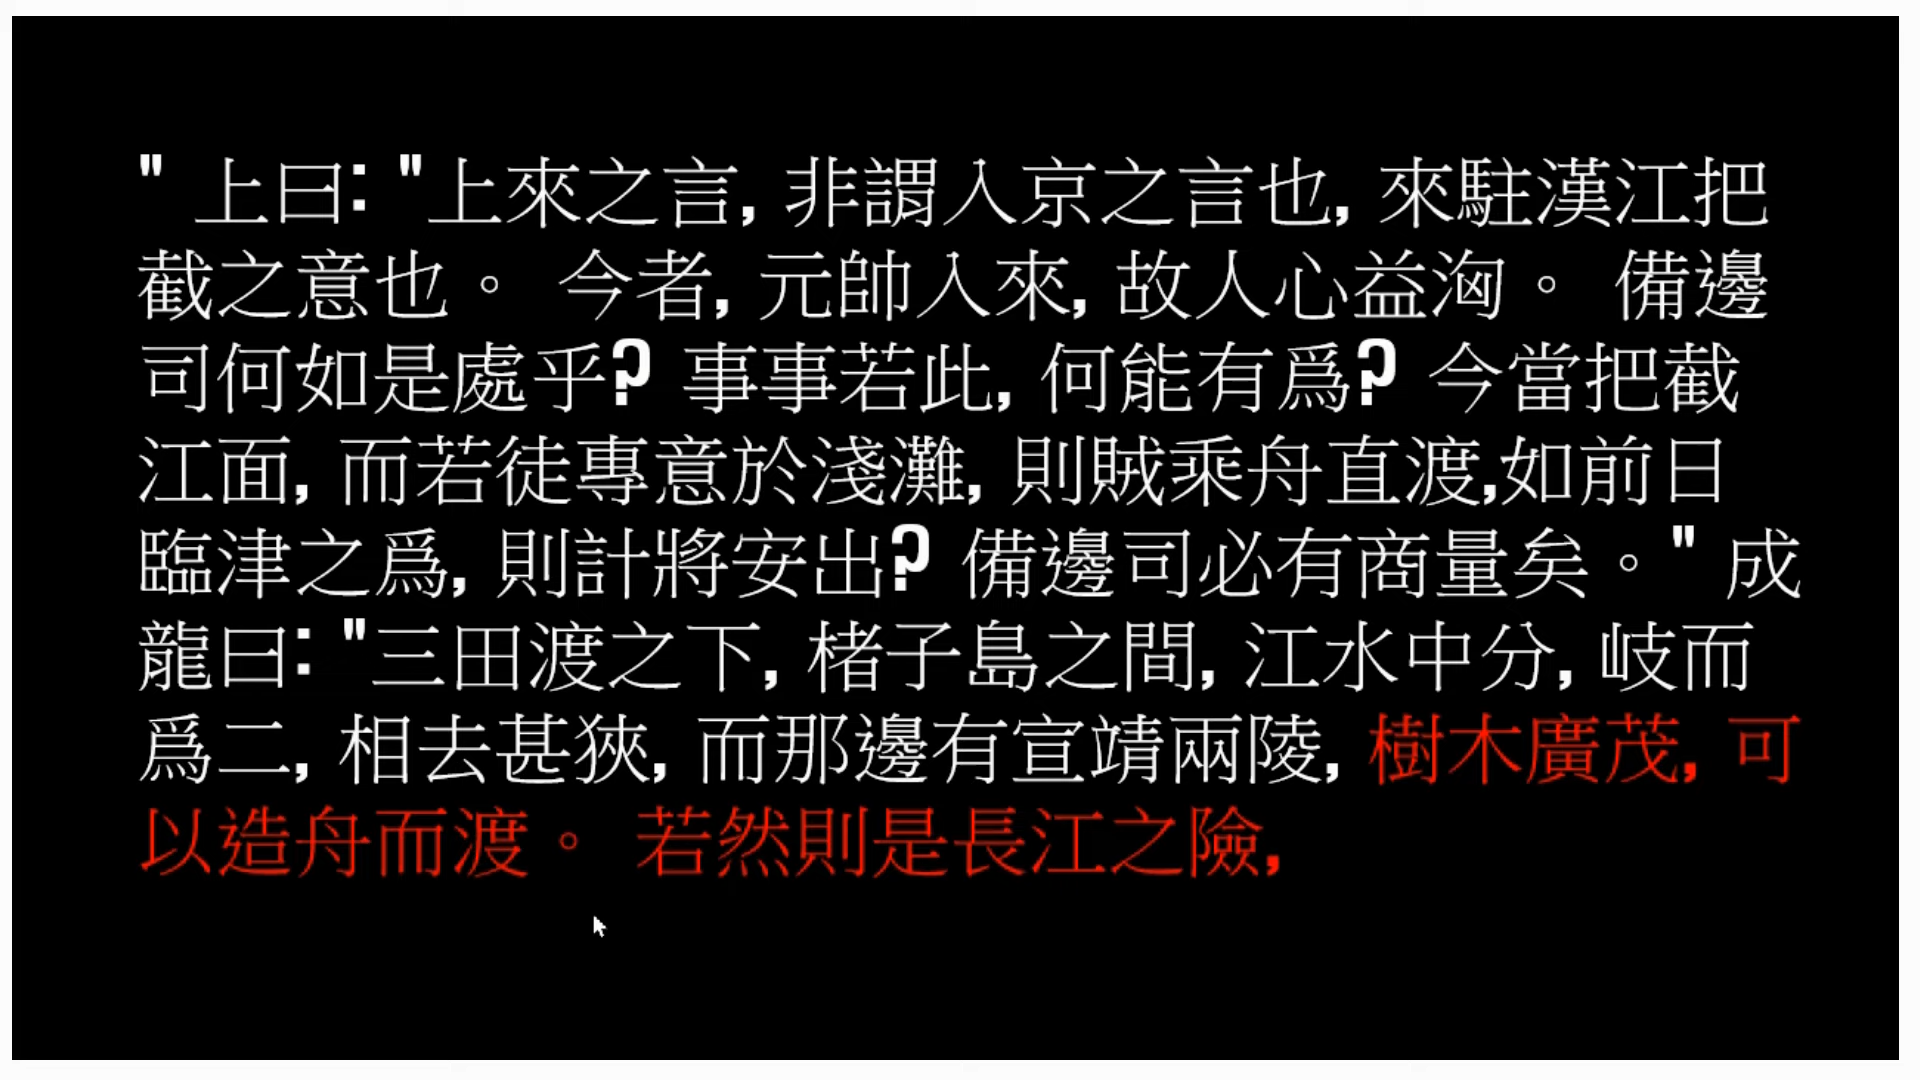 " 上曰: "上來之言, 非謂入京之言也, 來駐漢江把
截之意也。 今者, 元帥入來, 故人心益洶。 備邊
司何如是處乎? 事事若此, 何能有爲? 今當把截
江面, 而若徒專意於淺灘, 則賊乘舟直渡,如前日
臨津之爲, 則計將安出? 備邊司必有商量矣。" 成
龍曰: "三田渡之下, 楮子島之間, 江水中分, 岐而
爲二, 相去甚狹, 而那邊有宣靖兩陵, 樹木廣茂, 可
以造舟而渡。 若然則是長江之險,